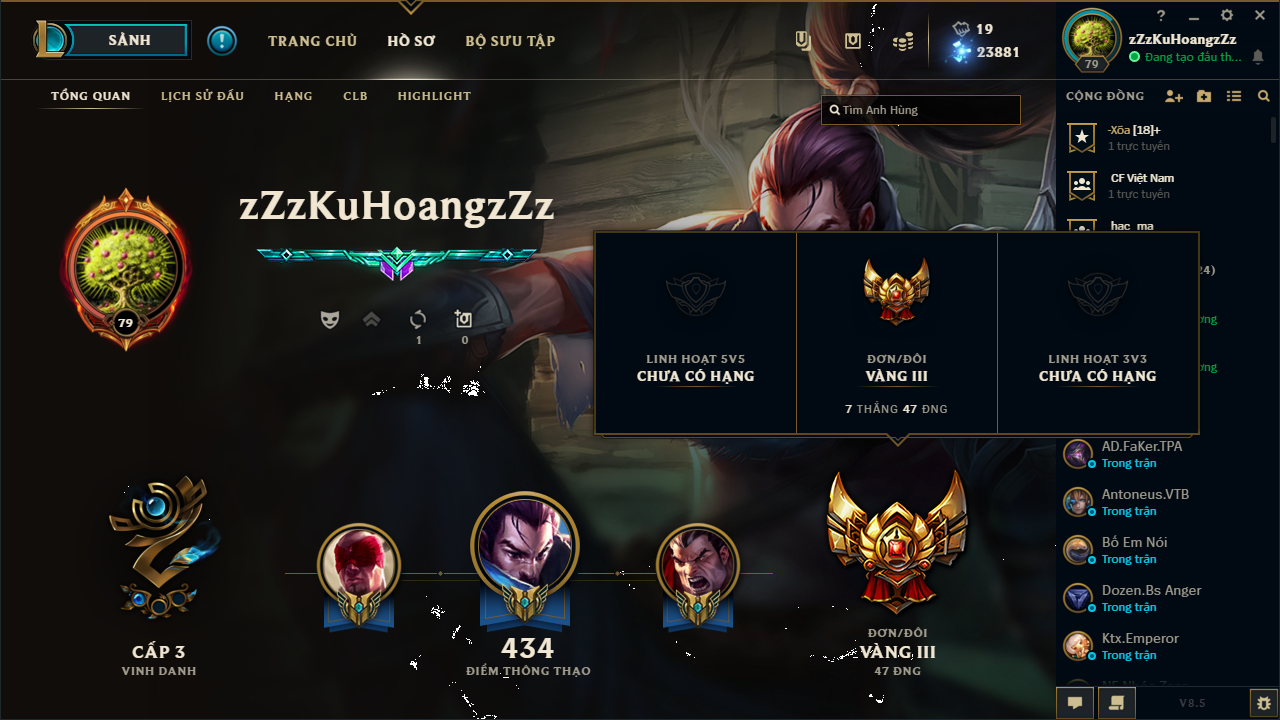 SẢNH
TRANG CHỦ
HỒ SƠ
BỘ SƯU TẬP
19
23881
79
zZzKuHoangzZz
Đang tạo đấu th...
TỔNG QUAN
LỊCH SỬ ĐẤU
HẠNG
CLB
HIGHLIGHT
Tìm Anh Hùng
CỘNG ĐỒNG
-Xõa [18]+
1 trực tuyến
CF Việt Nam
1 trực tuyến
hac_ma
24)
zZzKuHoangzZz
79
1
0
LINH HOẠT 5V5
CHƯA CÓ HẠNG
ĐƠN/ĐÔI
VÀNG III
7 THẮNG 47 ĐNG
LINH HOẠT 3V3
CHƯA CÓ HẠNG
AD.FaKer.TPA
Trong trận
Antoneus.VTB
Trong trận
Bố Em Nói
Trong trận
Dozen.Bs Anger
Trong trận
Ktx.Emperor
Trong trận
CẤP 3
VINH DANH
434
ĐIỂM THÔNG THẠO
ĐƠN/ĐÔI
VÀNG III
47 ĐNG
V8.5